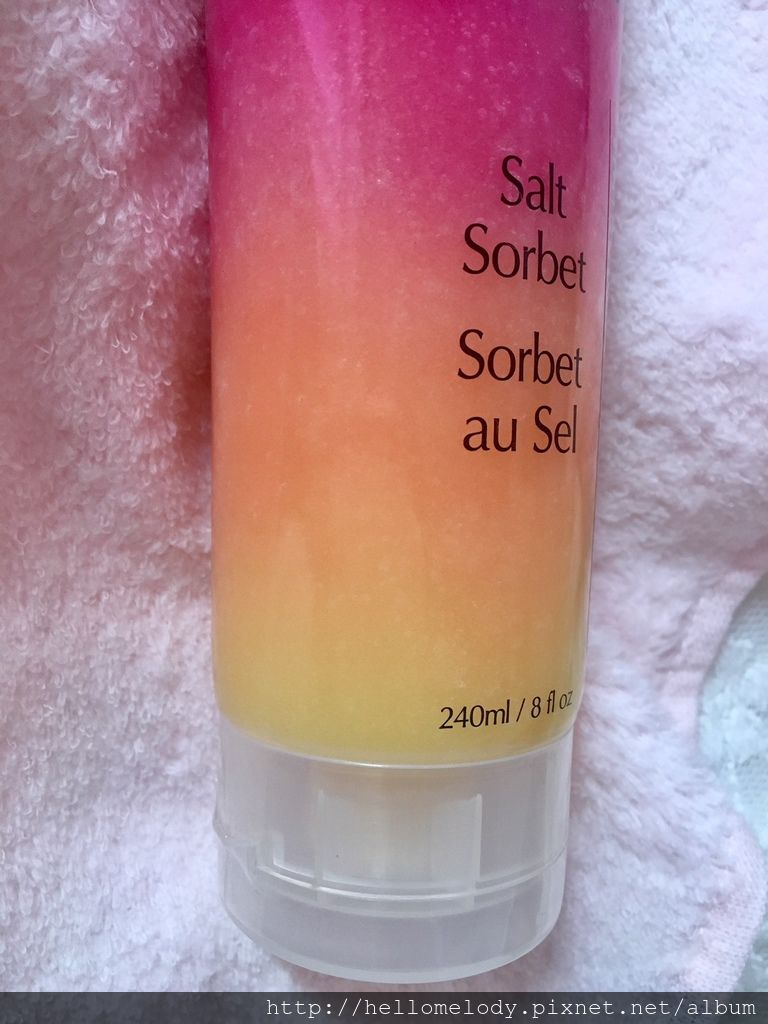 Salt
Sorbet
Sorbet
au Sel
240ml / 8 fl oz
http://hellomelody.pixnet.net/album